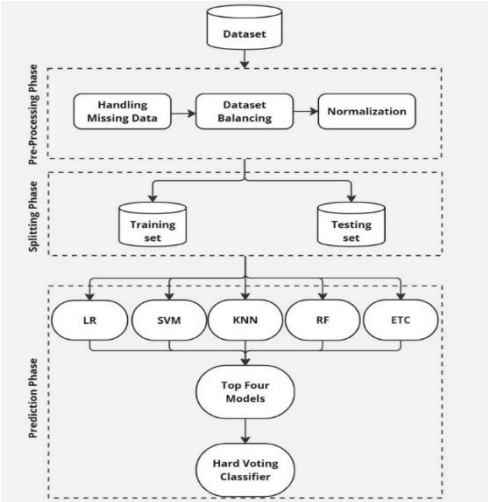 Dataset
Pre-Processing Phase
Handling
Missing Data
Dataset
Balancing
Normalization
Splitting Phase
Training
set
Testing
set
Prediction Phase
LR
SVM
KNN
RF
ETC
Top Four
Models
Hard Voting
Classifier